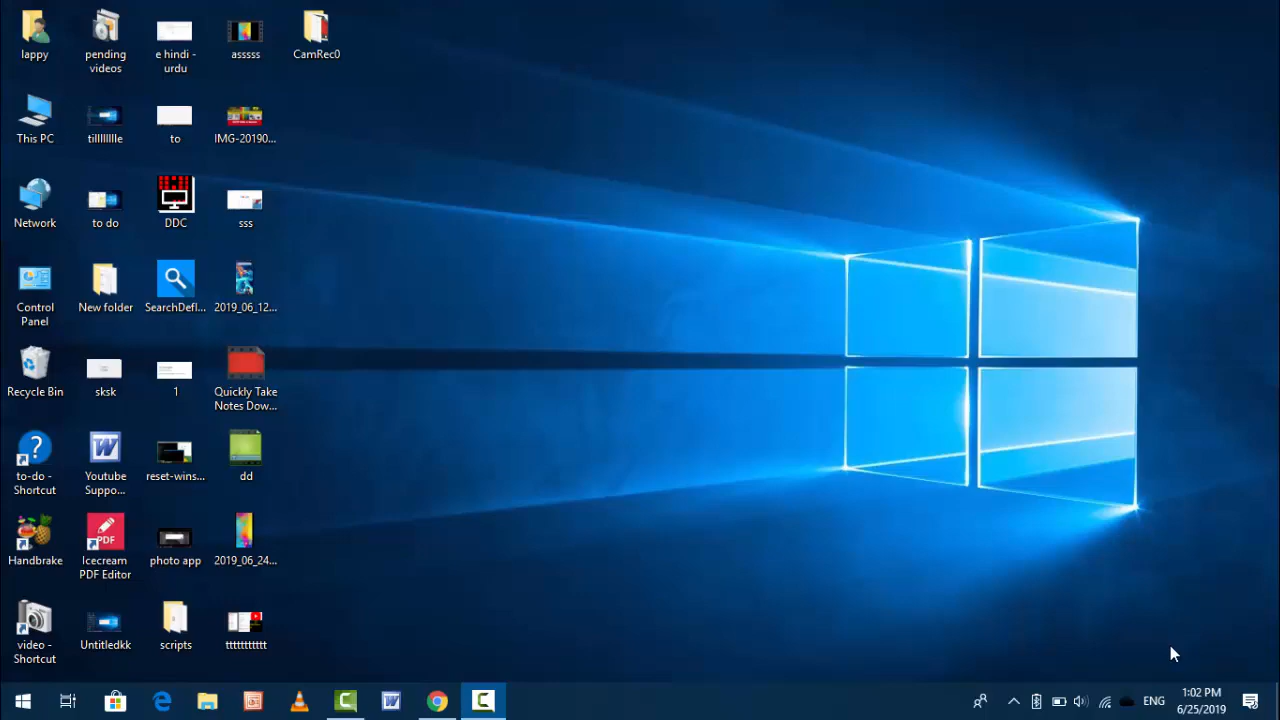 lappy
pending
videos
e hindi -
urdu
asssss
CamRec0
This PC
tillllllle
to
IMG-20190...
Network
to do
DDC
sss
Control
Panel
New folder
SearchDefl...
2019_06_12...
Recycle Bin
sksk
1
Quickly Take
Notes Dow...
to-do -
Shortcut
Youtube
Suppo...
reset-wins...
dd
Handbrake
Icecream
PDF Editor
photo app
2019_06_24...
video -
Shortcut
Untitledkk
scripts
ttttttttttt
ENG
1:02 PM
6/25/2019